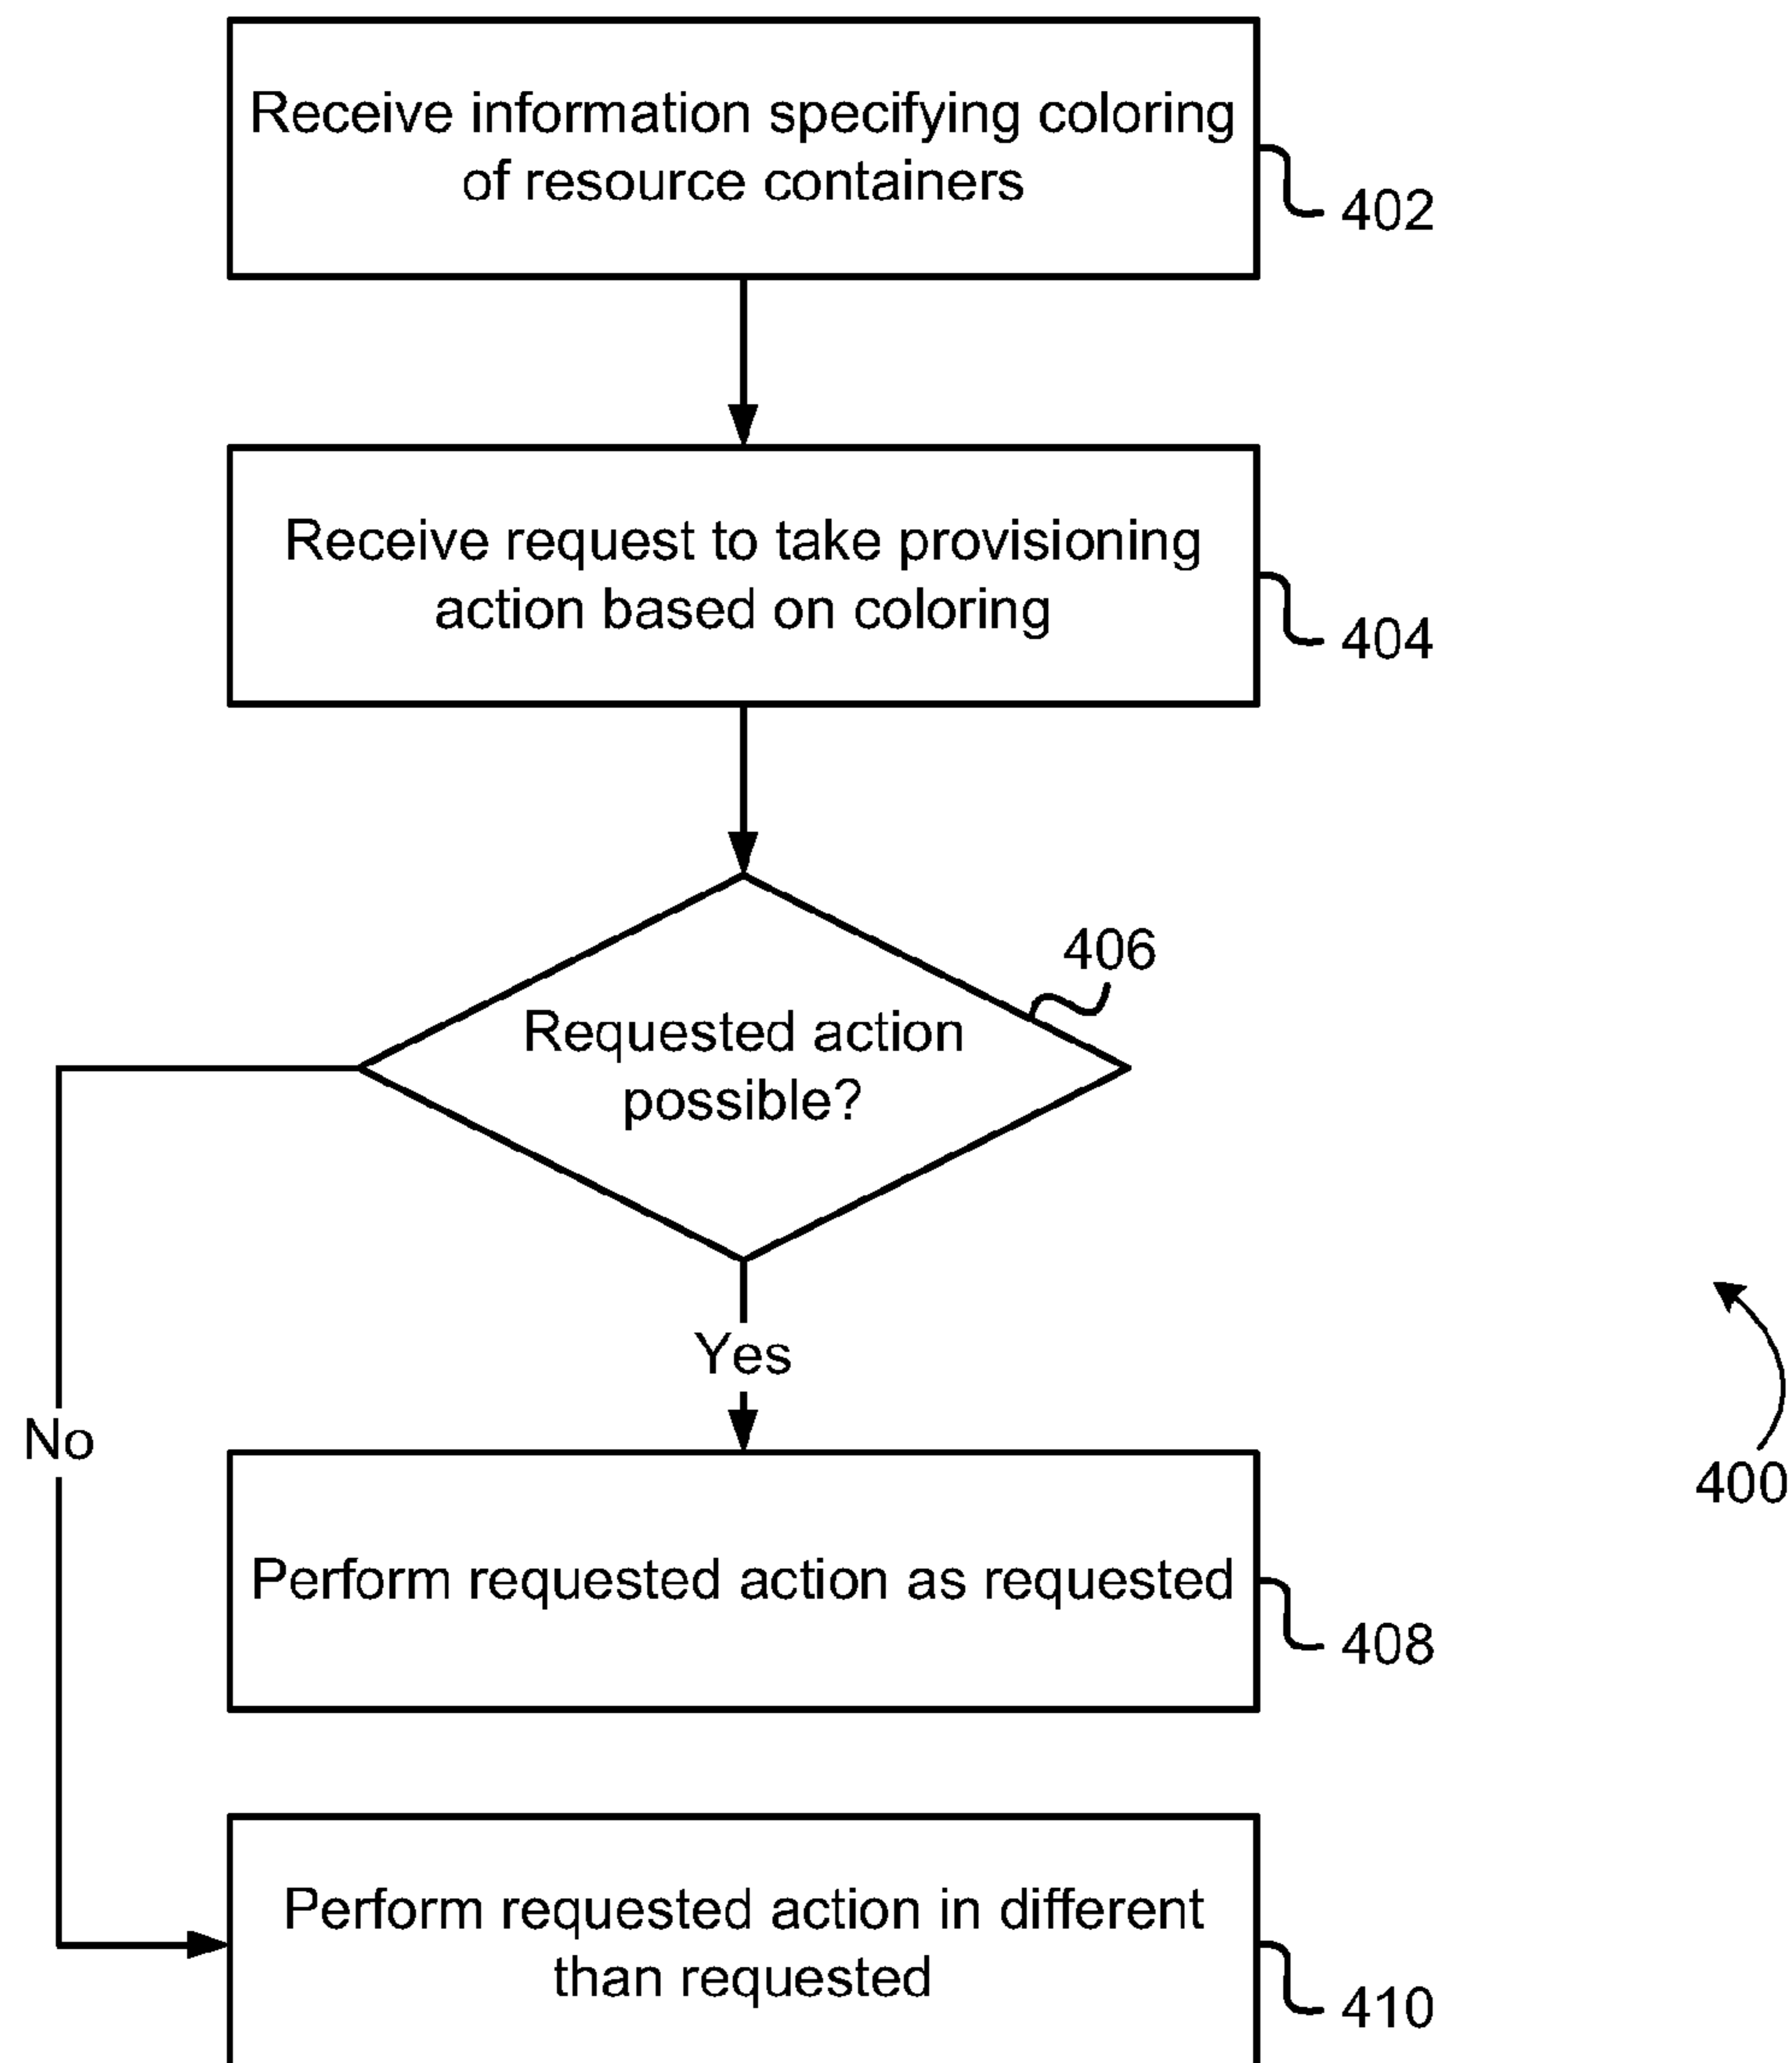 Receive information specifying coloring
of resource containers
402
Receive request to take provisioning
action based on coloring
404
406
Requested action
possible?
Yes
No
400
Perform requested action as requested
408
Perform requested action in different
than requested
410